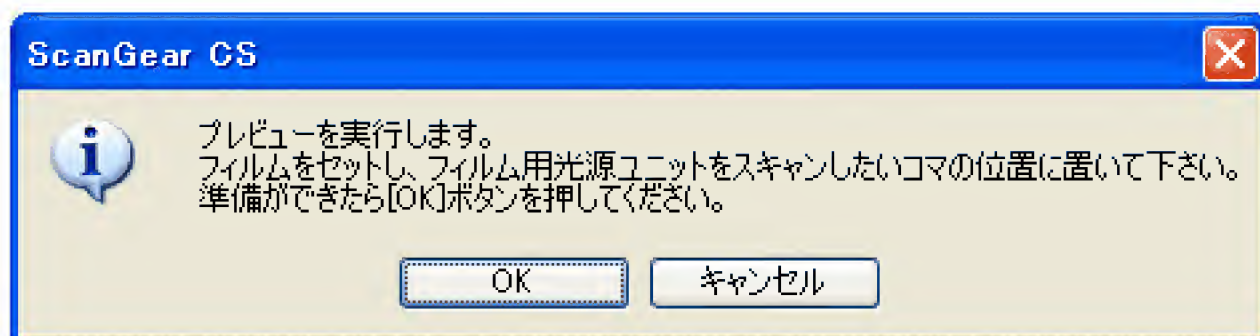 ScanGear CS
プレビューを実行します。
フィルムをセットし、フィルム用光源ユニットをスキャンしたいコマの位置に置いて下さい。
準備ができたら[OK]ボタンを押してください。
OK キャンセル